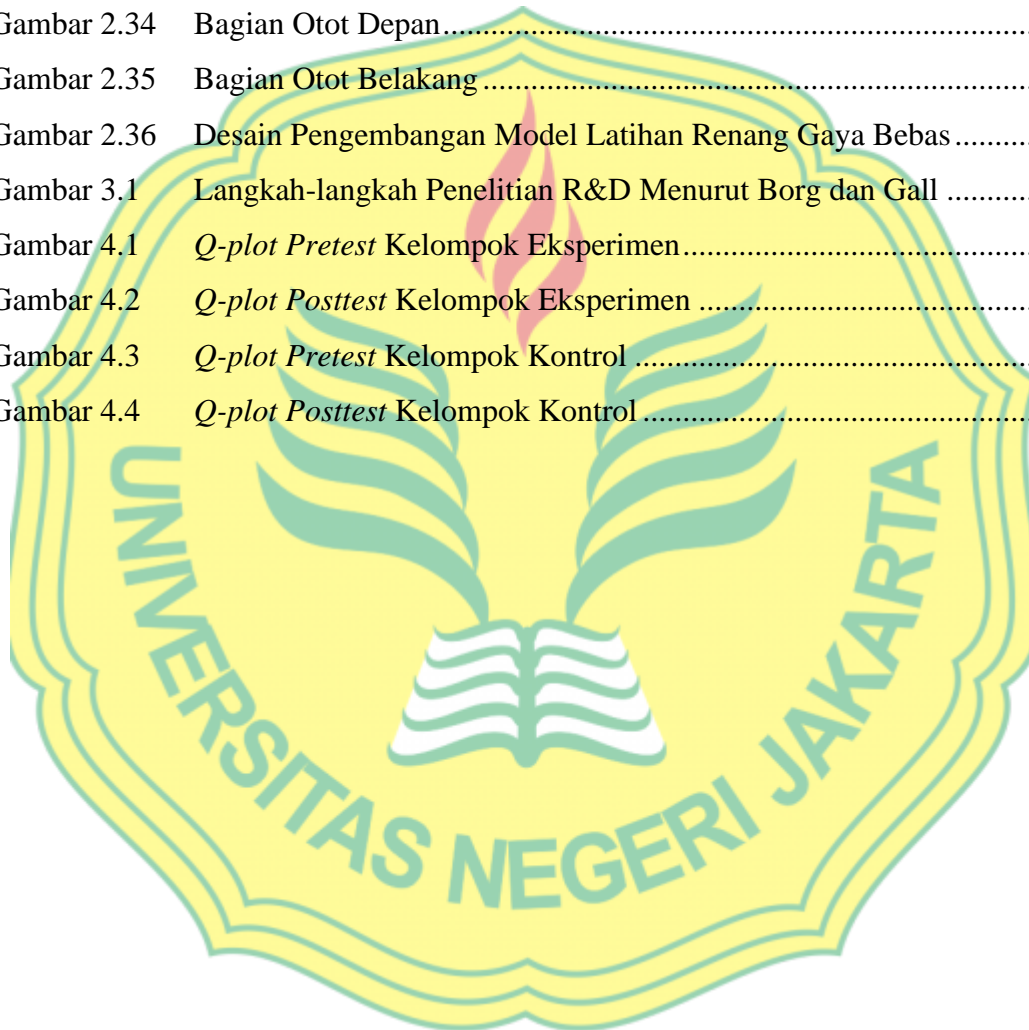 Gambar 2.34 Bagian Otot Depan
Gambar 2.35 Bagian Otot Belakang
Gambar 2.36 Desain Pengembangan Model Latihan Renang Gaya Bebas
Gambar 3.1 Langkah-langkah Penelitian R&D Menurut Borg dan Gall
Gambar 4.1 Q-plot Pretest Kelompok Eksperimen
Gambar 4.2 Q-plot Posttest Kelompok Eksperimen
Gambar 4.3 Q-plot Pretest Kelompok Kontrol
Gambar 4.4 Q-plot Posttest Kelompok Kontrol
UNIVERSITAS NEGERI JAKARTA